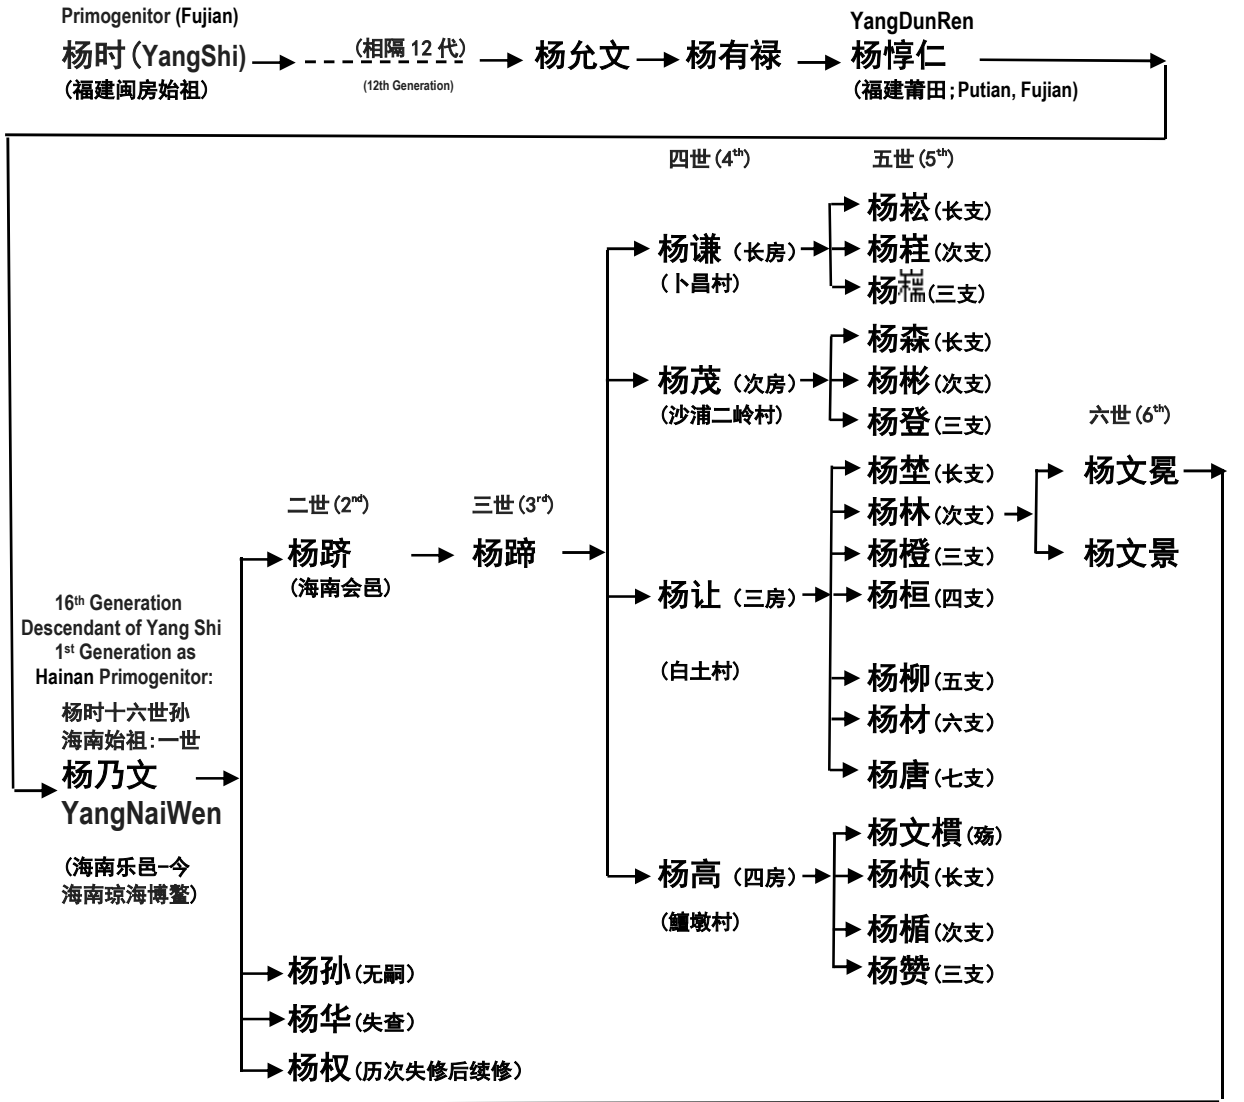 Primogenitor (Fujian)
YangDunRen
杨时 (YangShi)
(相隔 12 代)
杨允文
杨有禄
杨惇仁
(福建闽房始祖)
(12th Generation)
(福建莆田；Putian, Fujian)
四世 (4th)
五世 (5th)
杨崧 (长支)
杨谦 (长房)
(卜昌村)
(次支)
(三支)
杨森 (长支)
杨茂 (次房)
(沙浦二岭村)
杨彬 (次支)
杨登 (三支)
六世 (6th)
杨埜 (长支)
杨文冕
二世 (2nd)
三世 (3rd)
杨林 (次支)
杨跻
(海南会邑)
杨蹄
杨橙 (三支)
杨文景
杨让 (三房)
(白土村)
杨桓 (四支)
16th Generation
Descendant of Yang Shi
1st Generation as
Hainan Primogenitor:
杨柳 (五支)
杨时十六世孙
海南始祖：一世
杨材 (六支)
杨乃文
YangNaiWen
杨唐 (七支)
杨文樌 (殇)
(海南乐邑-今
海南琼海博鳌)
杨高 (四房)
(鱣墩村)
杨桢 (长支)
杨楯 (次支)
杨赞 (三支)
杨孙 (无嗣)
杨华 (失查)
杨权 (历次失修后续修)